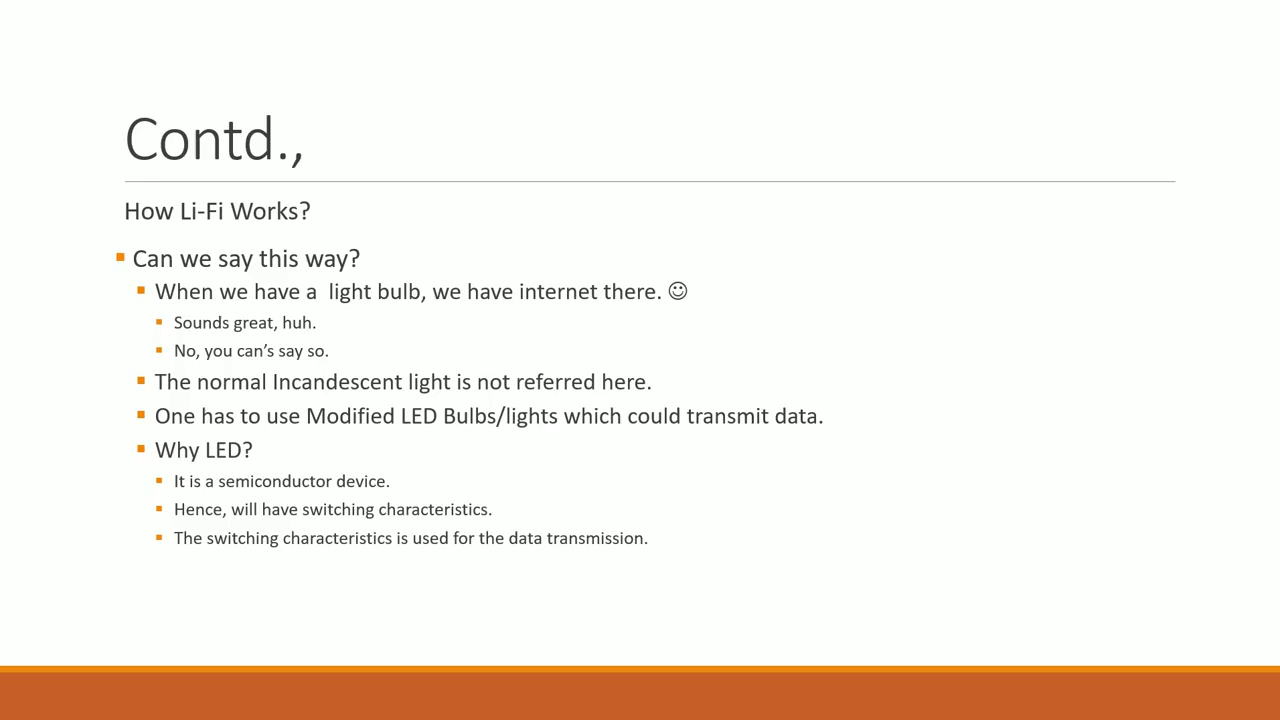 Contd.,
How Li-Fi Works?
Can we say this way?
When we have a  light bulb, we have internet there. ☺
Sounds great, huh.
No, you can's say so.
The normal Incandescent light is not referred here.
One has to use Modified LED Bulbs/lights which could transmit data.
Why LED?
It is a semiconductor device.
Hence, will have switching characteristics.
The switching characteristics is used for the data transmission.